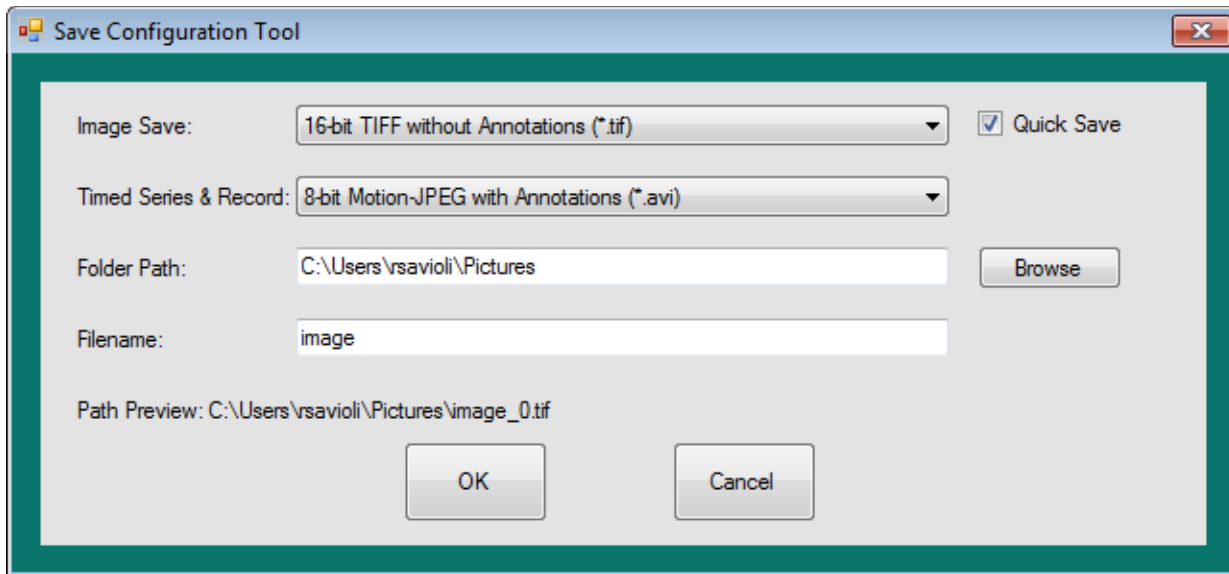 Save Configuration Tool
Image Save: 16-bit TIFF without Annotations (*.tif) Quick Save
Timed Series & Record: 8-bit Motion-JPEG with Annotations (*.avi)
Folder Path: C:\Users\rsavioli\Pictures Browse
Filename: image
Path Preview: C:\Users\rsavioli\Pictures\image_0.tif
OK Cancel